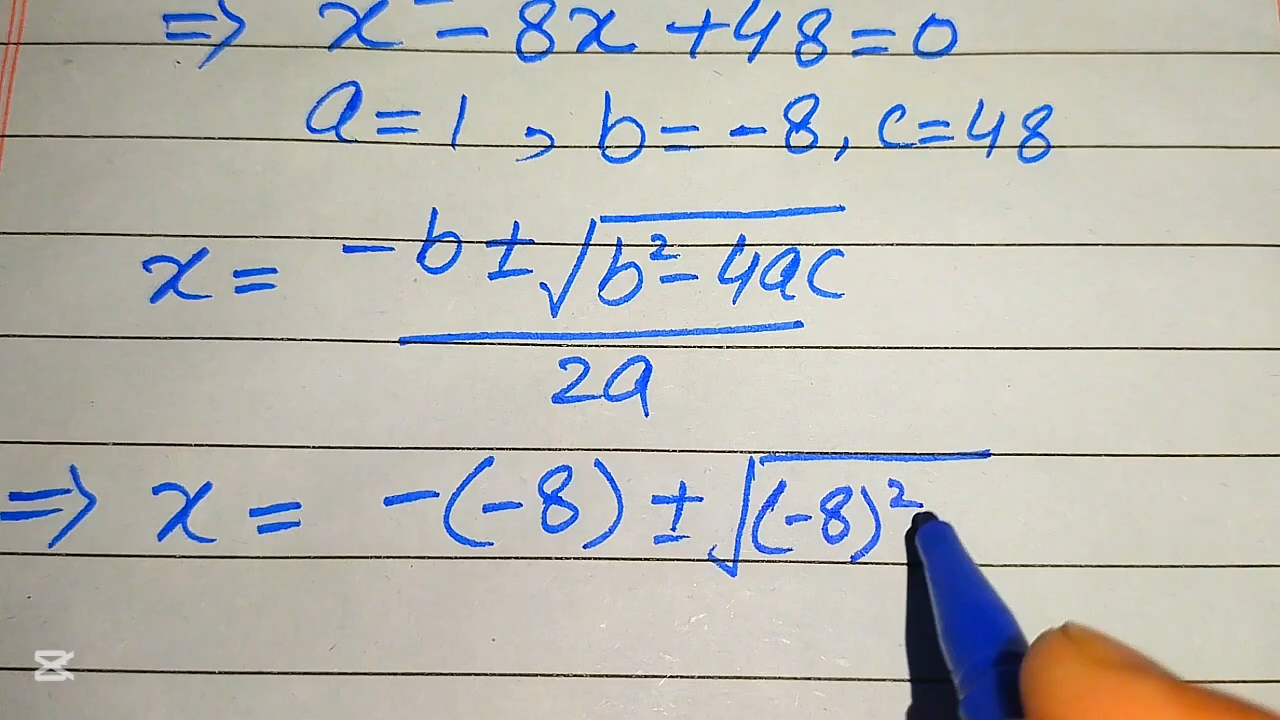 ⇒ x² - 8x + 48 = 0
a = 1, b = -8, c = 48
x = -b ± √(b² - 4ac) / 2a
⇒ x = -(-8) ± √(-8)²